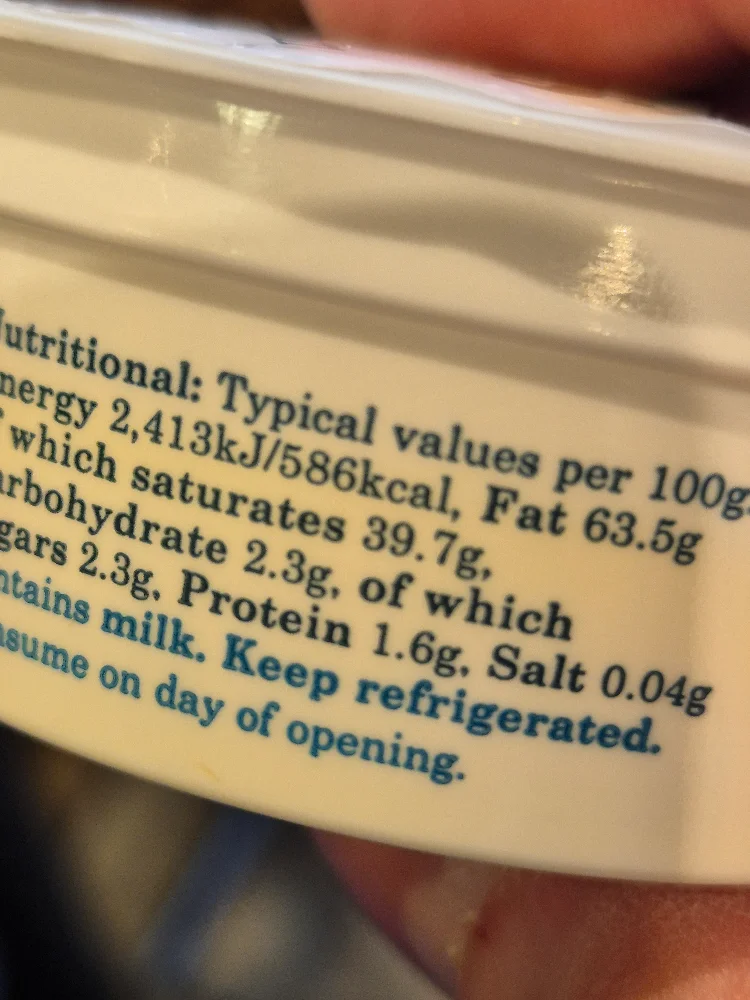 utritional: Typical values per 100g
nergy 2,413kJ/586kcal, Fat 63.5g
which saturates 39.7g,
arbohydrate 2.3g, of which
gars 2.3g, Protein 1.6g, Salt 0.04g
ntains milk. Keep refrigerated.
nsume on day of opening.